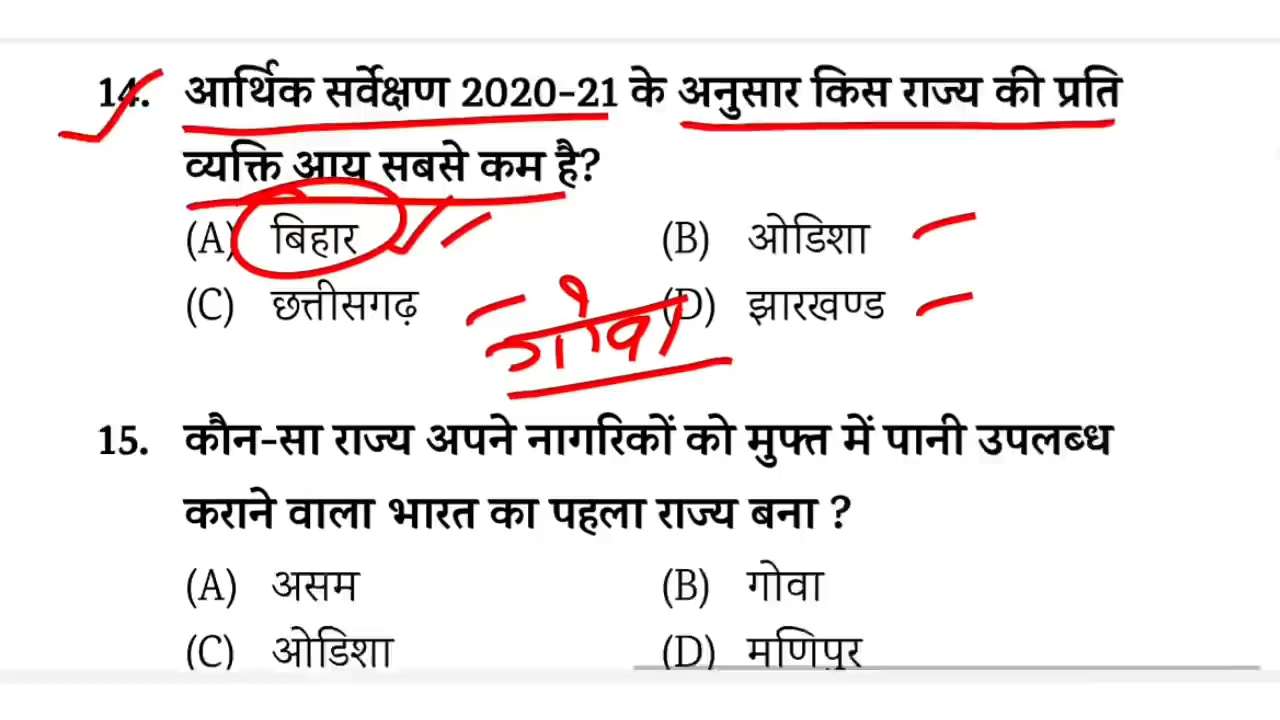 14. आर्थिक सर्वेक्षण 2020-21 के अनुसार किस राज्य की प्रति
व्यक्ति आय सबसे कम है?
(A) बिहार (B) ओडिशा
(C) छत्तीसगढ़ (D) झारखण्ड
गोवा
15. कौन-सा राज्य अपने नागरिकों को मुफ्त में पानी उपलब्ध
कराने वाला भारत का पहला राज्य बना ?
(A) असम (B) गोवा
(C) ओडिशा (D) मणिपुर